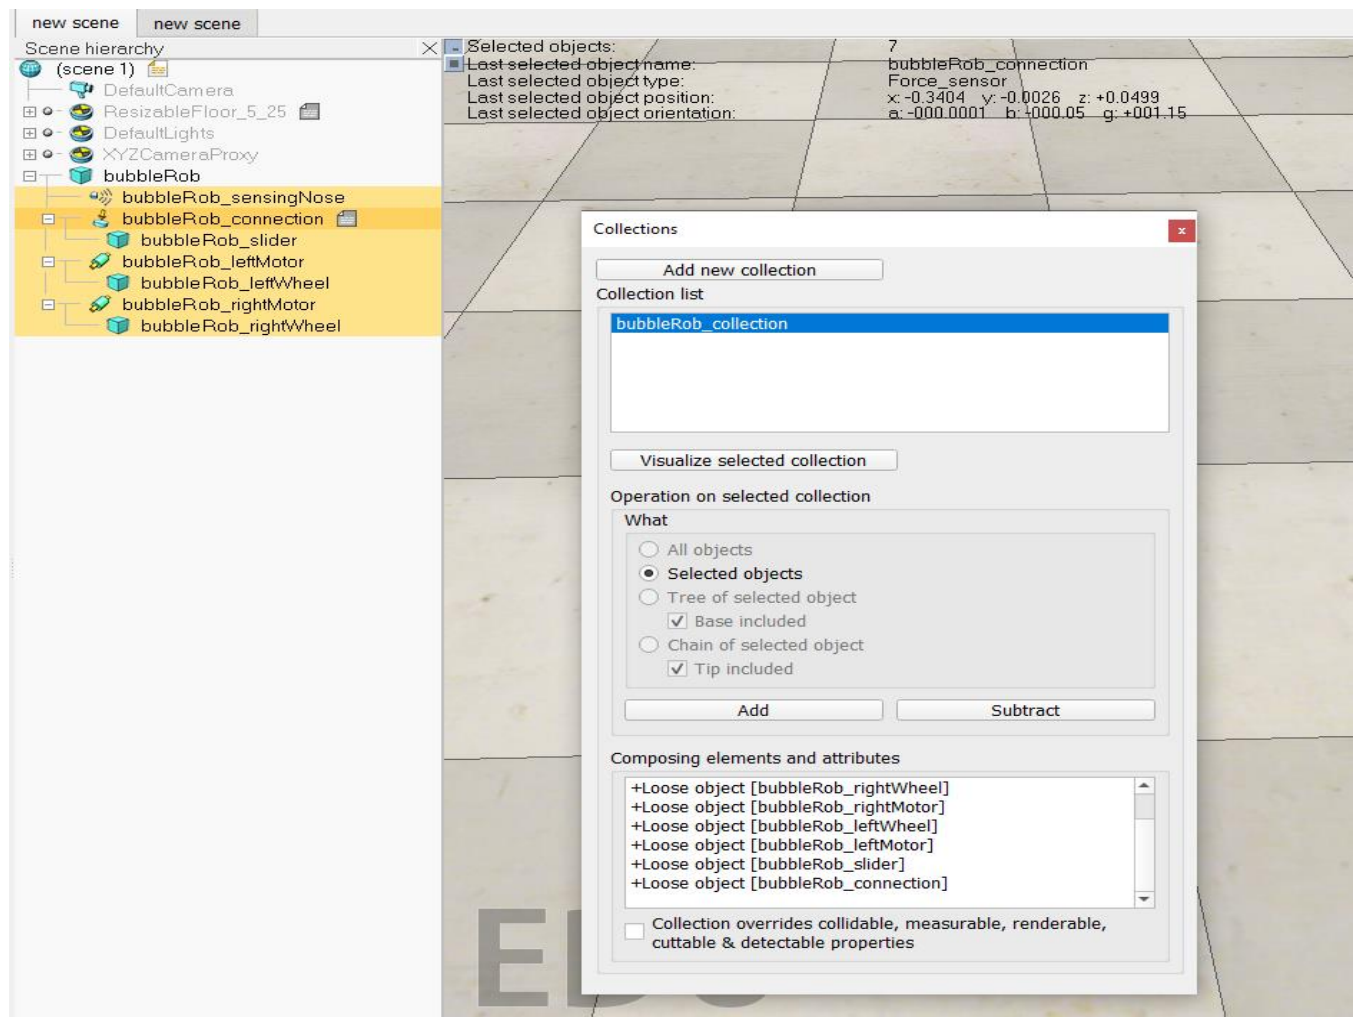 new scene
new scene
Scene hierarchy
(scene 1)
DefaultCamera
ResizableFloor_5_25
DefaultLights
XYZCameraProxy
bubbleRob
bubbleRob_sensingNose
bubbleRob_connection
bubbleRob_slider
bubbleRob_leftMotor
bubbleRob_leftWheel
bubbleRob_rightMotor
bubbleRob_rightWheel
Selected objects: 7
Last selected object name: bubbleRob_connection
Last selected object type: Force_sensor
Last selected object position: x: -0.3404 y: -0.0026 z: +0.0499
Last selected object orientation: a: -000.0001 b: -000.05 g: +001.15
Collections
Add new collection
Collection list
bubbleRob_collection
Visualize selected collection
Operation on selected collection
What
All objects
Selected objects
Tree of selected object
Base included
Chain of selected object
Tip included
Add Subtract
Composing elements and attributes
+Loose object [bubbleRob_rightWheel]
+Loose object [bubbleRob_rightMotor]
+Loose object [bubbleRob_leftWheel]
+Loose object [bubbleRob_leftMotor]
+Loose object [bubbleRob_slider]
+Loose object [bubbleRob_connection]
Collection overrides collidable, measurable, renderable,
cuttable & detectable properties